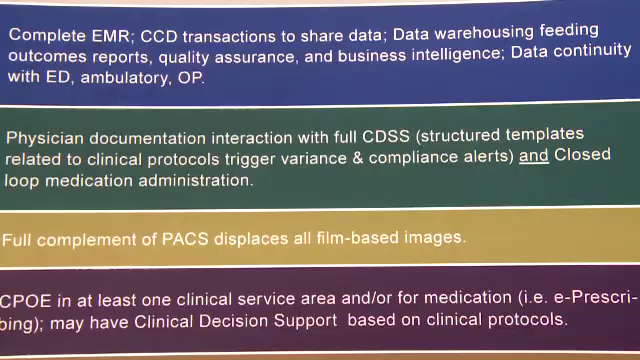 Complete EMR; CCD transactions to share data; Data warehousing feeding
outcomes reports, quality assurance, and business intelligence; Data continuity
with ED, ambulatory, OP.
Physician documentation interaction with full CDSS (structured templates
related to clinical protocols trigger variance & compliance alerts) and Closed
loop medication administration.
Full complement of PACS displaces all film-based images.
CPOE in at least one clinical service area and/or for medication (i.e. e-Prescri-
bing); may have Clinical Decision Support based on clinical protocols.